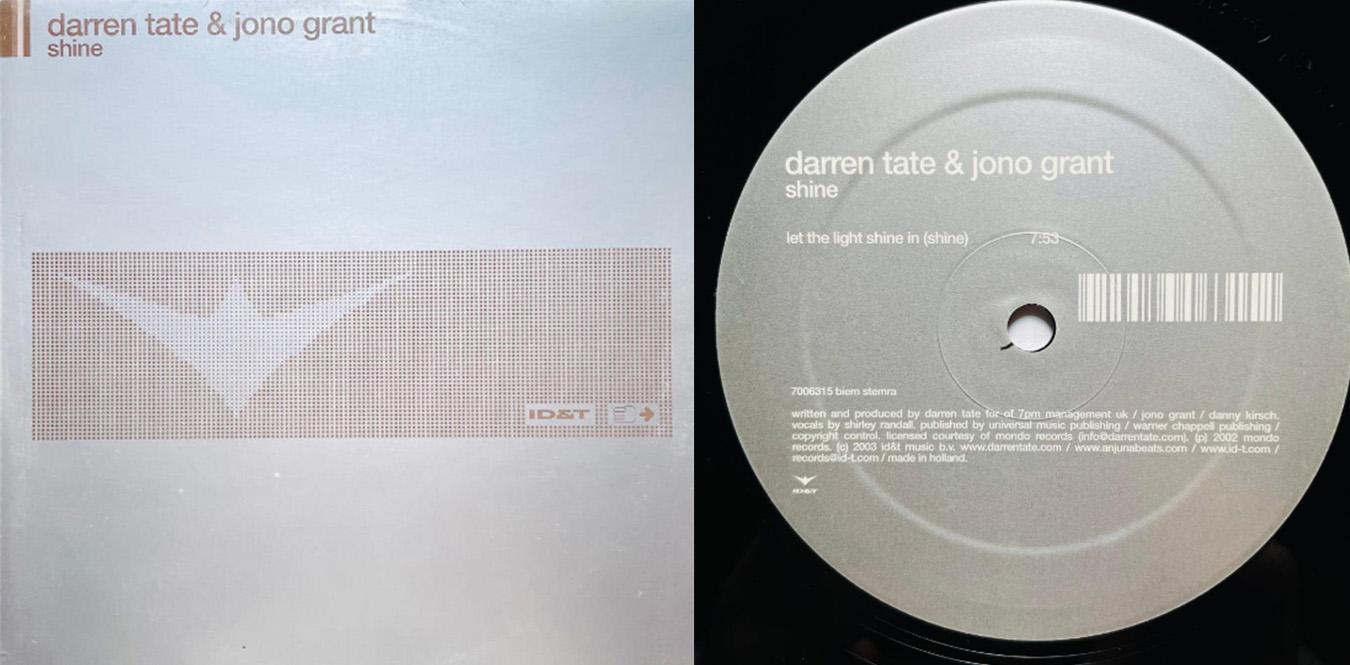 darren tate & jono grant
shine
ID&T
darren tate & jono grant
shine
let the light shine in (shine) 7:53
7006315 biem stemra
written and produced by darren tate for of 7pm management uk / jono grant / danny kirsch.
vocals by shirley randall. published by universal music publishing / warner chappell publishing /
copyright control. licensed courtesy of mondo records (info@darrentate.com). (p) 2002 mondo
records. (c) 2003 id&t music b.v. www.darrentate.com / www.anjunabeats.com / www.id-t.com /
records@id-t.com / made in holland.
ID&T